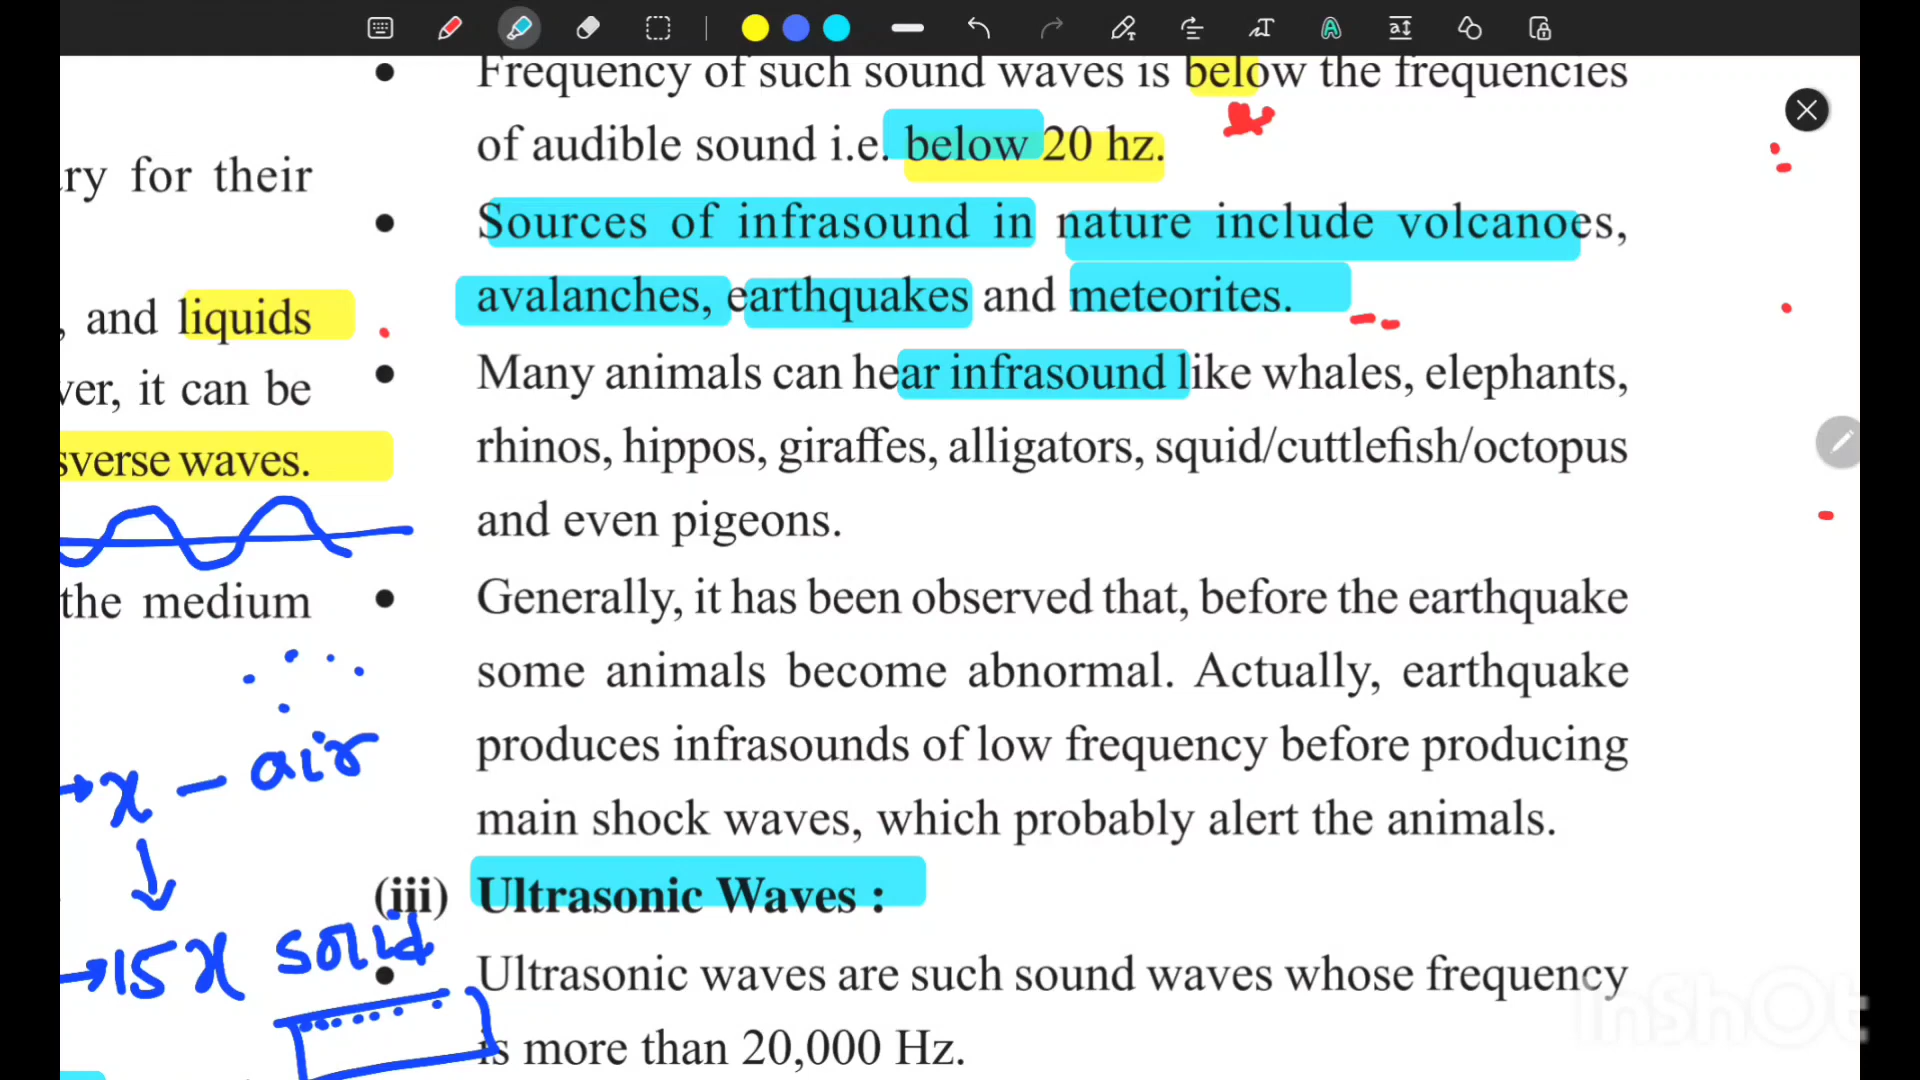 ry for their
, and liquids
ver, it can be
sverse waves.
the medium
x – air
15x solid
Frequency of such sound waves is below the frequencies
of audible sound i.e. below 20 hz.
Sources of infrasound in nature include volcanoes,
avalanches, earthquakes and meteorites.
Many animals can hear infrasound like whales, elephants,
rhinos, hippos, giraffes, alligators, squid/cuttlefish/octopus
and even pigeons.
Generally, it has been observed that, before the earthquake
some animals become abnormal. Actually, earthquake
produces infrasounds of low frequency before producing
main shock waves, which probably alert the animals.
(iii) Ultrasonic Waves :
Ultrasonic waves are such sound waves whose frequency
is more than 20,000 Hz.
InShOt